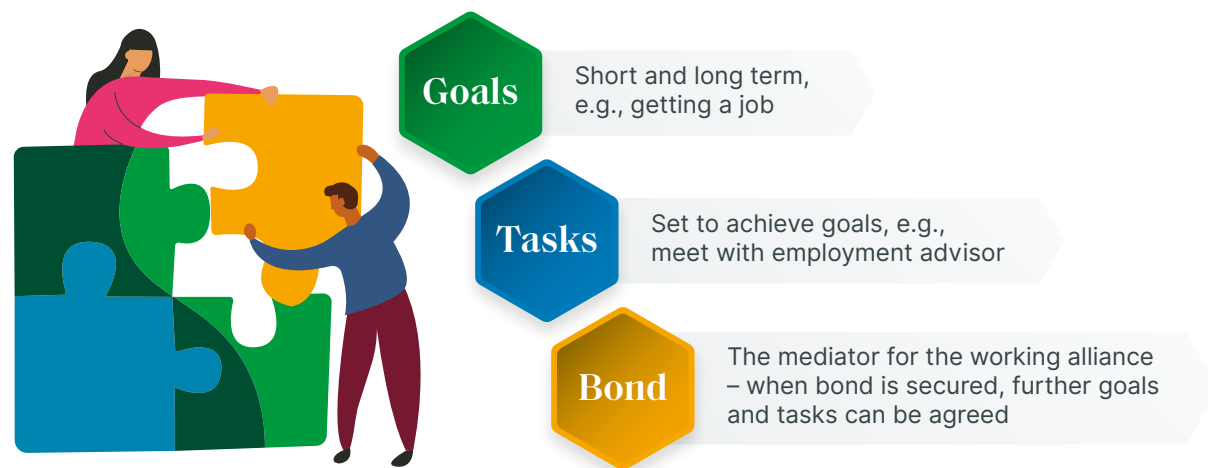 Goals
Short and long term,
e.g., getting a job
Tasks
Set to achieve goals, e.g.,
meet with employment advisor
Bond
The mediator for the working alliance
– when bond is secured, further goals
and tasks can be agreed